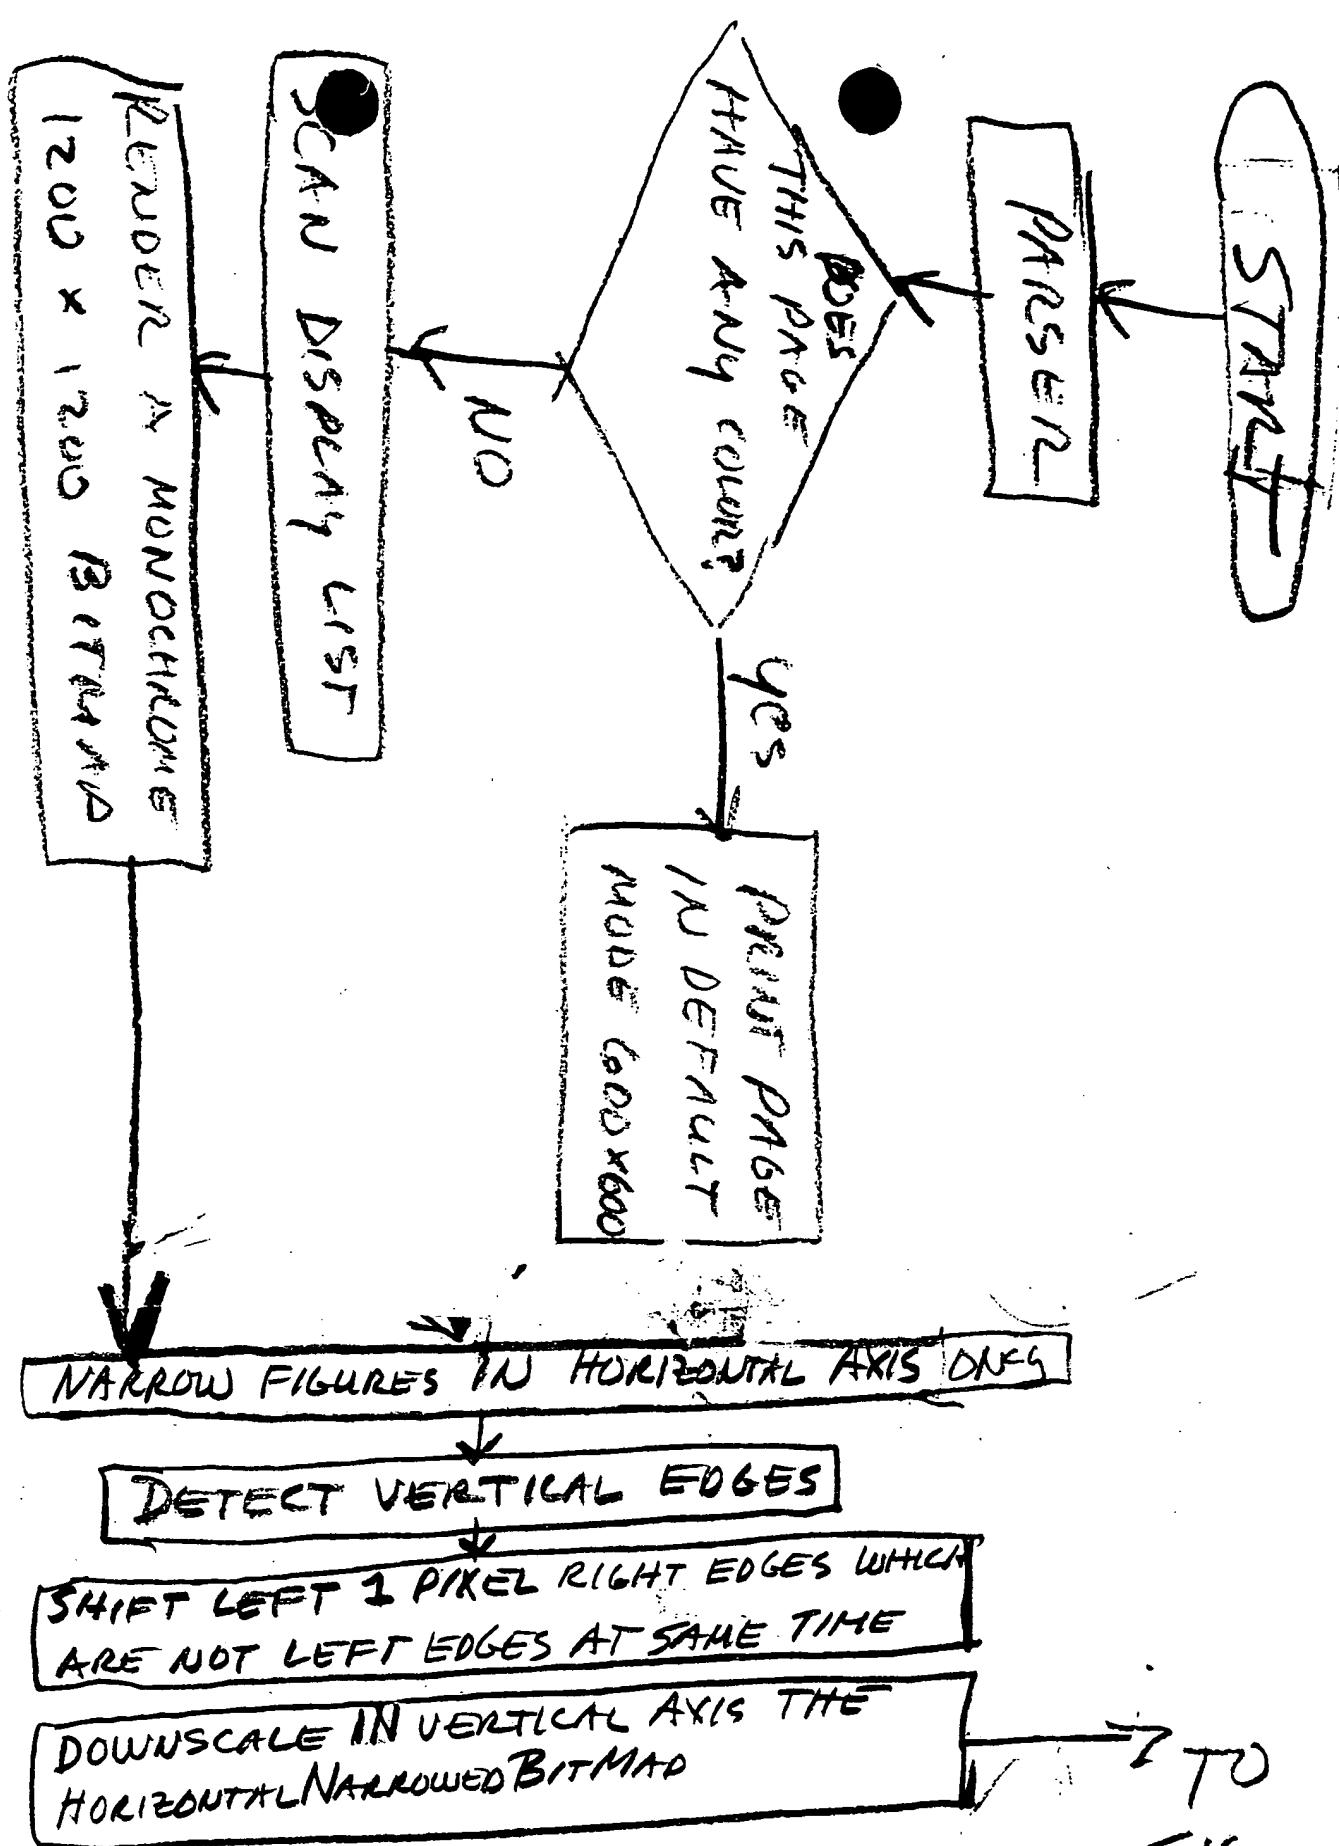 START
PARSER
DOES
THIS PAGE
HAVE ANY COLOR?
NO
YES
PRINT PAGE
IN DEFAULT
MODE 600x600
SCAN DISPLAY LIST
RENDER A MONOCHROME
1200 x 1200 BITMAP
NARROW FIGURES IN HORIZONTAL AXIS ONLY
DETECT VERTICAL EDGES
SHIFT LEFT 1 PIXEL RIGHT EDGES WHICH
ARE NOT LEFT EDGES AT SAME TIME
DOWNSCALE IN VERTICAL AXIS THE
HORIZONTAL NARROWED BITMAP
TO